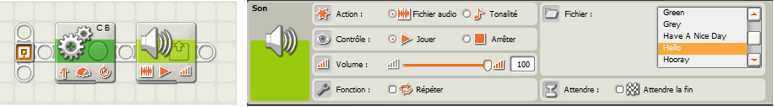 C B
Son
Action : Fichier audio Tonalité
Contrôle : Jouer Arrêter
Volume : 100
Fonction : Répéter
Fichier :
Green
Grey
Have A Nice Day
Hello
Hooray
Attendre : Attendre la fin